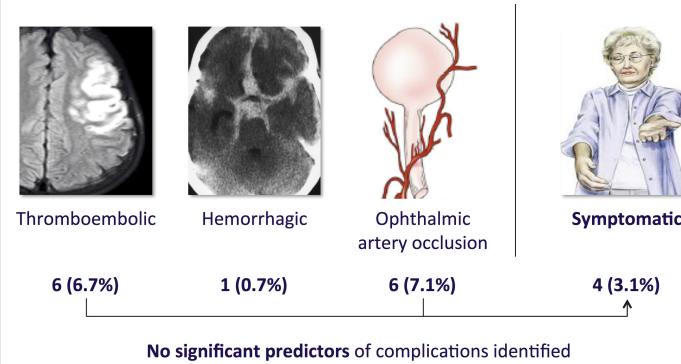 Thromboembolic
Hemorrhagic
Ophthalmic
artery occlusion
Symptomatic
6 (6.7%)
1 (0.7%)
6 (7.1%)
4 (3.1%)
No significant predictors of complications identified